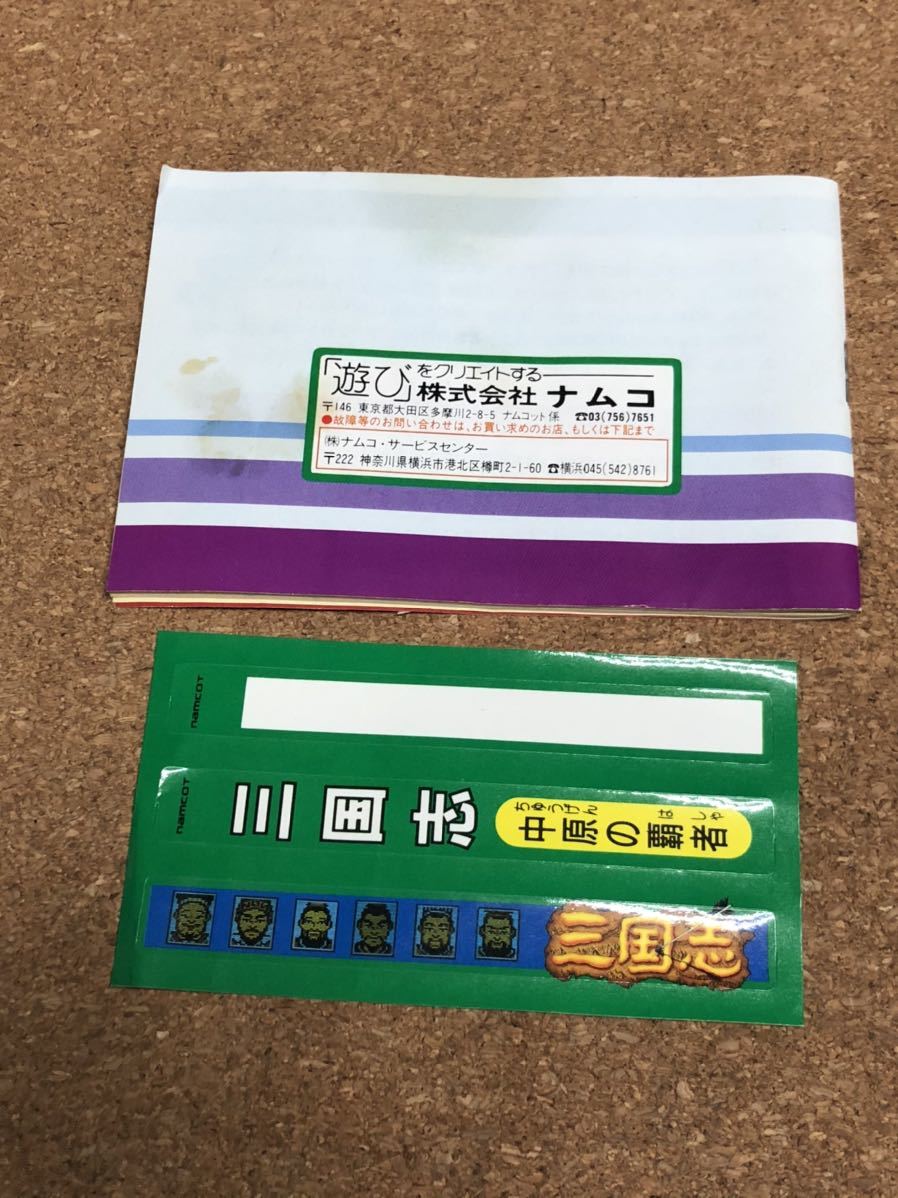 「遊び」をクリエイトする
株式会社 ナムコ
〒146 東京都大田区多摩川2-8-5 ナムコット係 ☎03(756)7651
●故障等のお問い合わせは、お買い求めのお店、もしくは下記まで
㈱ナムコ・サービスセンター
〒222 神奈川県横浜市港北区樽町2-1-60 ☎横浜045(542)8761
namcot
namcot
三国志
ちゅうげん は しゃ
中原の覇者
三国志